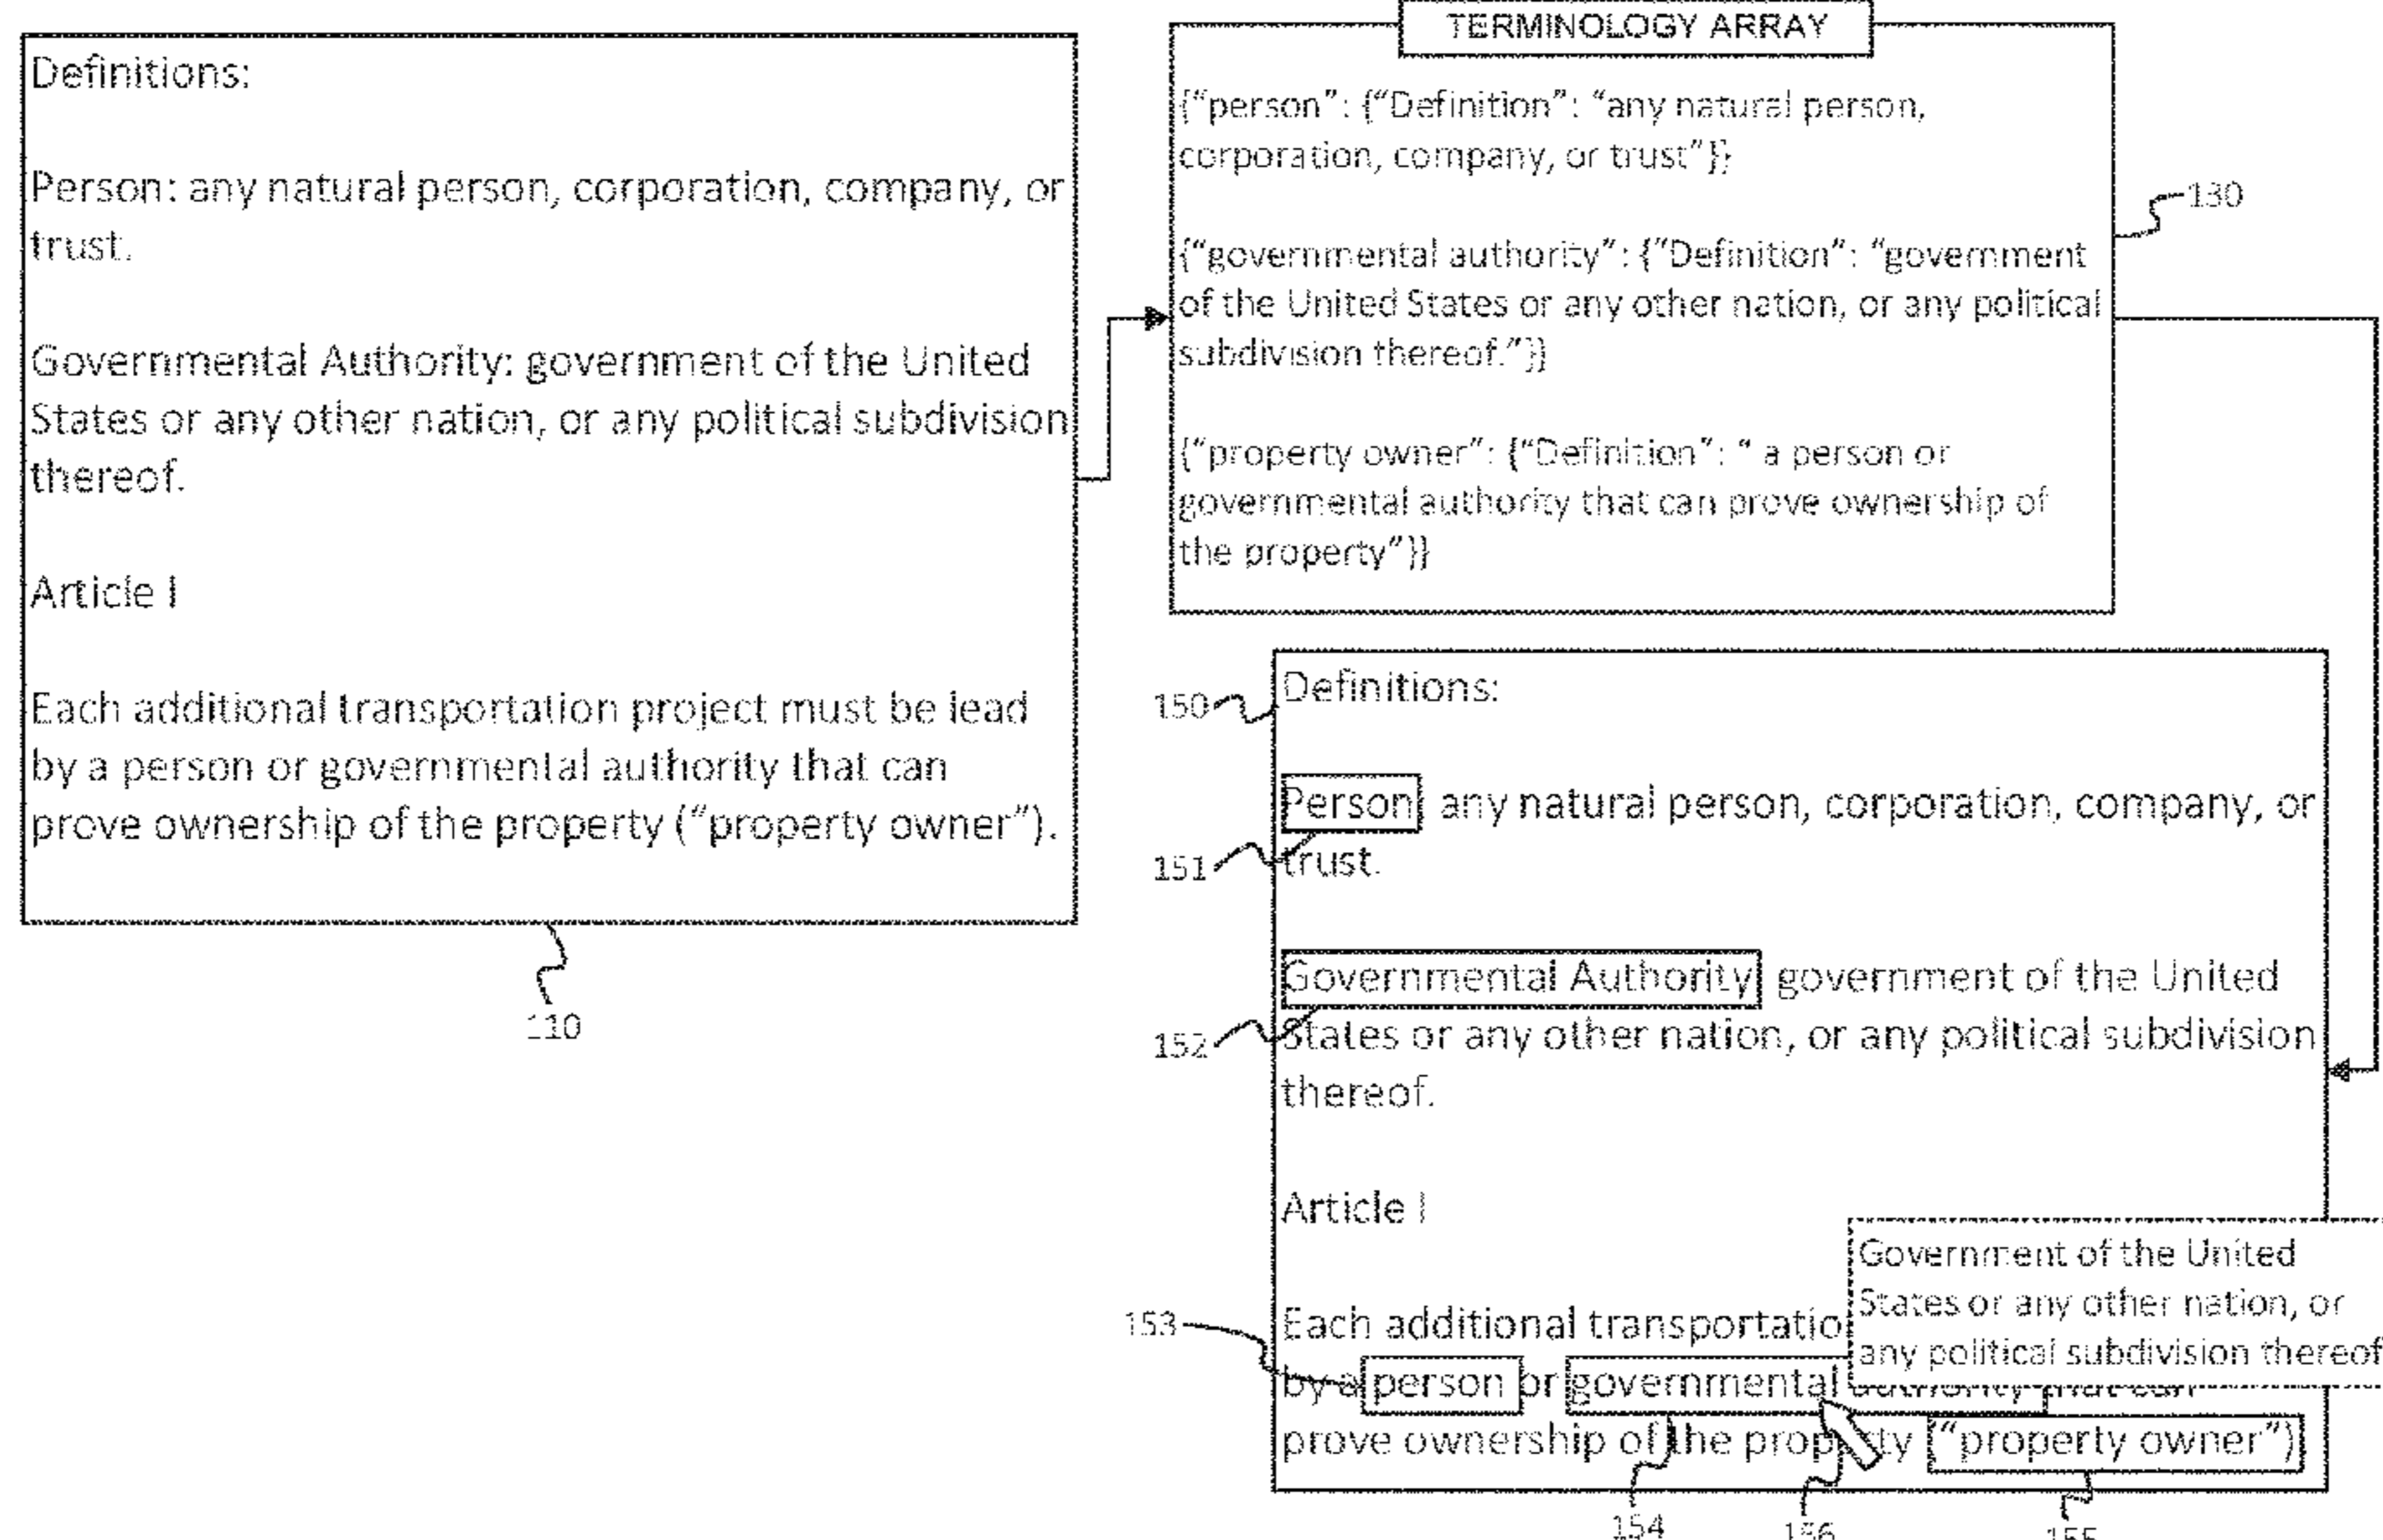 Definitions:
Person: any natural person, corporation, company, or
trust.
Governmental Authority: government of the United
States or any other nation, or any political subdivision
thereof.
Article I
Each additional transportation project must be lead
by a person or governmental authority that can
prove ownership of the property (“property owner”).
110
TERMINOLOGY ARRAY
{“person”: {“Definition”: “any natural person,
corporation, company, or trust”}}
{“governmental authority”: {“Definition”: “government
of the United States or any other nation, or any political
subdivision thereof.”}}
{“property owner”: {“Definition”: “ a person or
governmental authority that can prove ownership of
the property”}}
130
150
Definitions:
Person: any natural person, corporation, company, or
151
trust.
Governmental Authority: government of the United
152
States or any other nation, or any political subdivision
thereof.
Article I
Government of the United
States or any other nation, or
any political subdivision thereof
153
Each additional transportatio
by a person or governmental authority that can
prove ownership of the property (“property owner”)
154
156
155